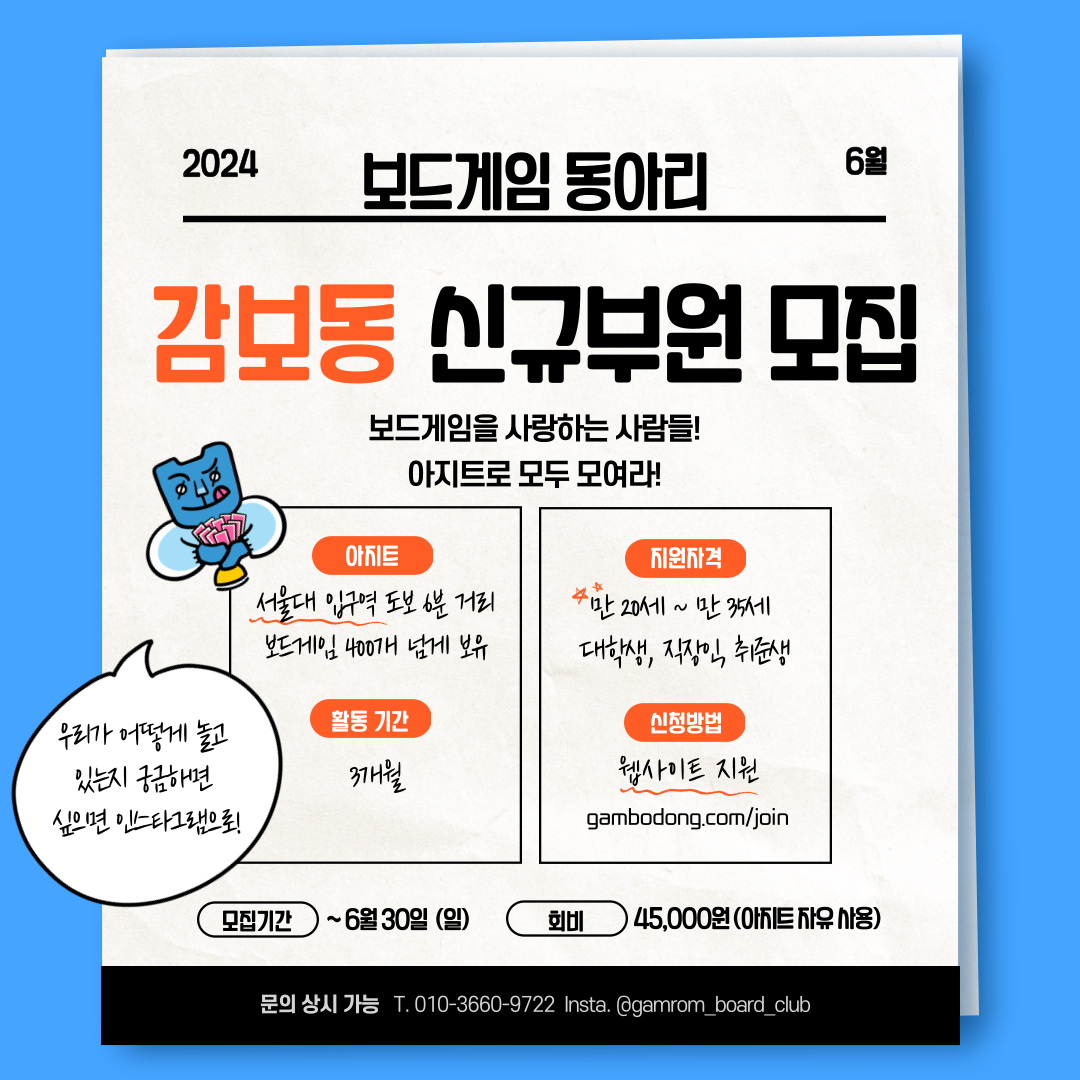 2024
보드게임 동아리
6월
감보동 신규부원 모집
보드게임을 사랑하는 사람들!
아지트로 모두 모여라!
아지트
서울대 입구역 도보 6분 거리
보드게임 400개 넘게 보유
활동 기간
3개월
지원자격
만 20세 ~ 만 35세
대학생, 직장인, 취준생
신청방법
웹사이트 지원
gambodong.com/join
우리가 어떻게 놀고
있는지 궁금하면
싶으면 인스타그램으로!
모집기간 ~ 6월 30일 (일)
회비 45,000원 (아지트 자유 사용)
문의 상시 가능 T. 010-3660-9722 Insta. @gamrom_board_club